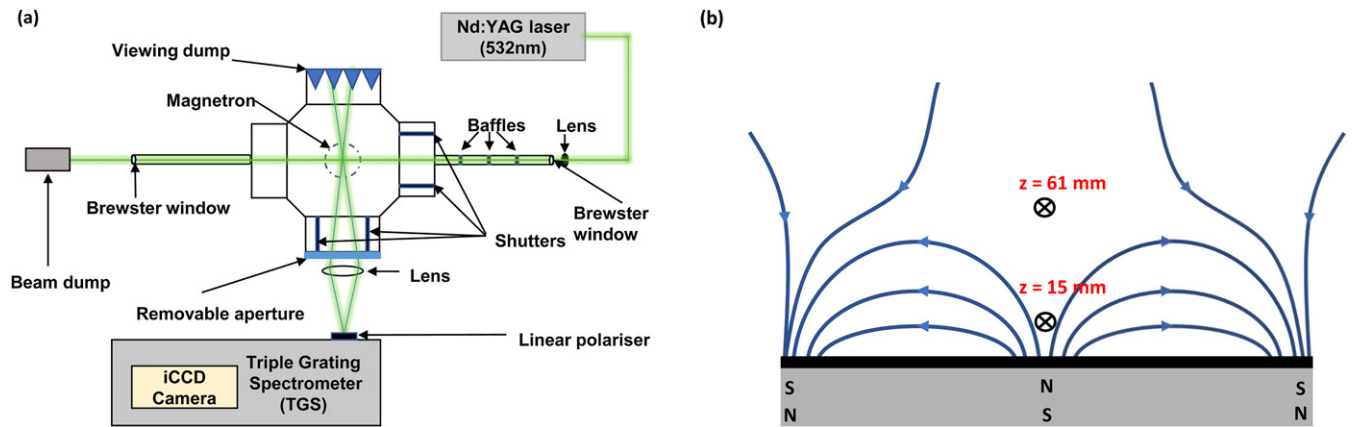 (a)
Nd:YAG laser
(532nm)
Viewing dump
Magnetron
Baffles
Lens
Brewster window
Brewster
window
Shutters
Beam dump
Lens
Removable aperture
Linear polariser
Triple Grating
Spectrometer
(TGS)
iCCD
Camera
(b)
z = 61 mm
z = 15 mm
S N S
N S N